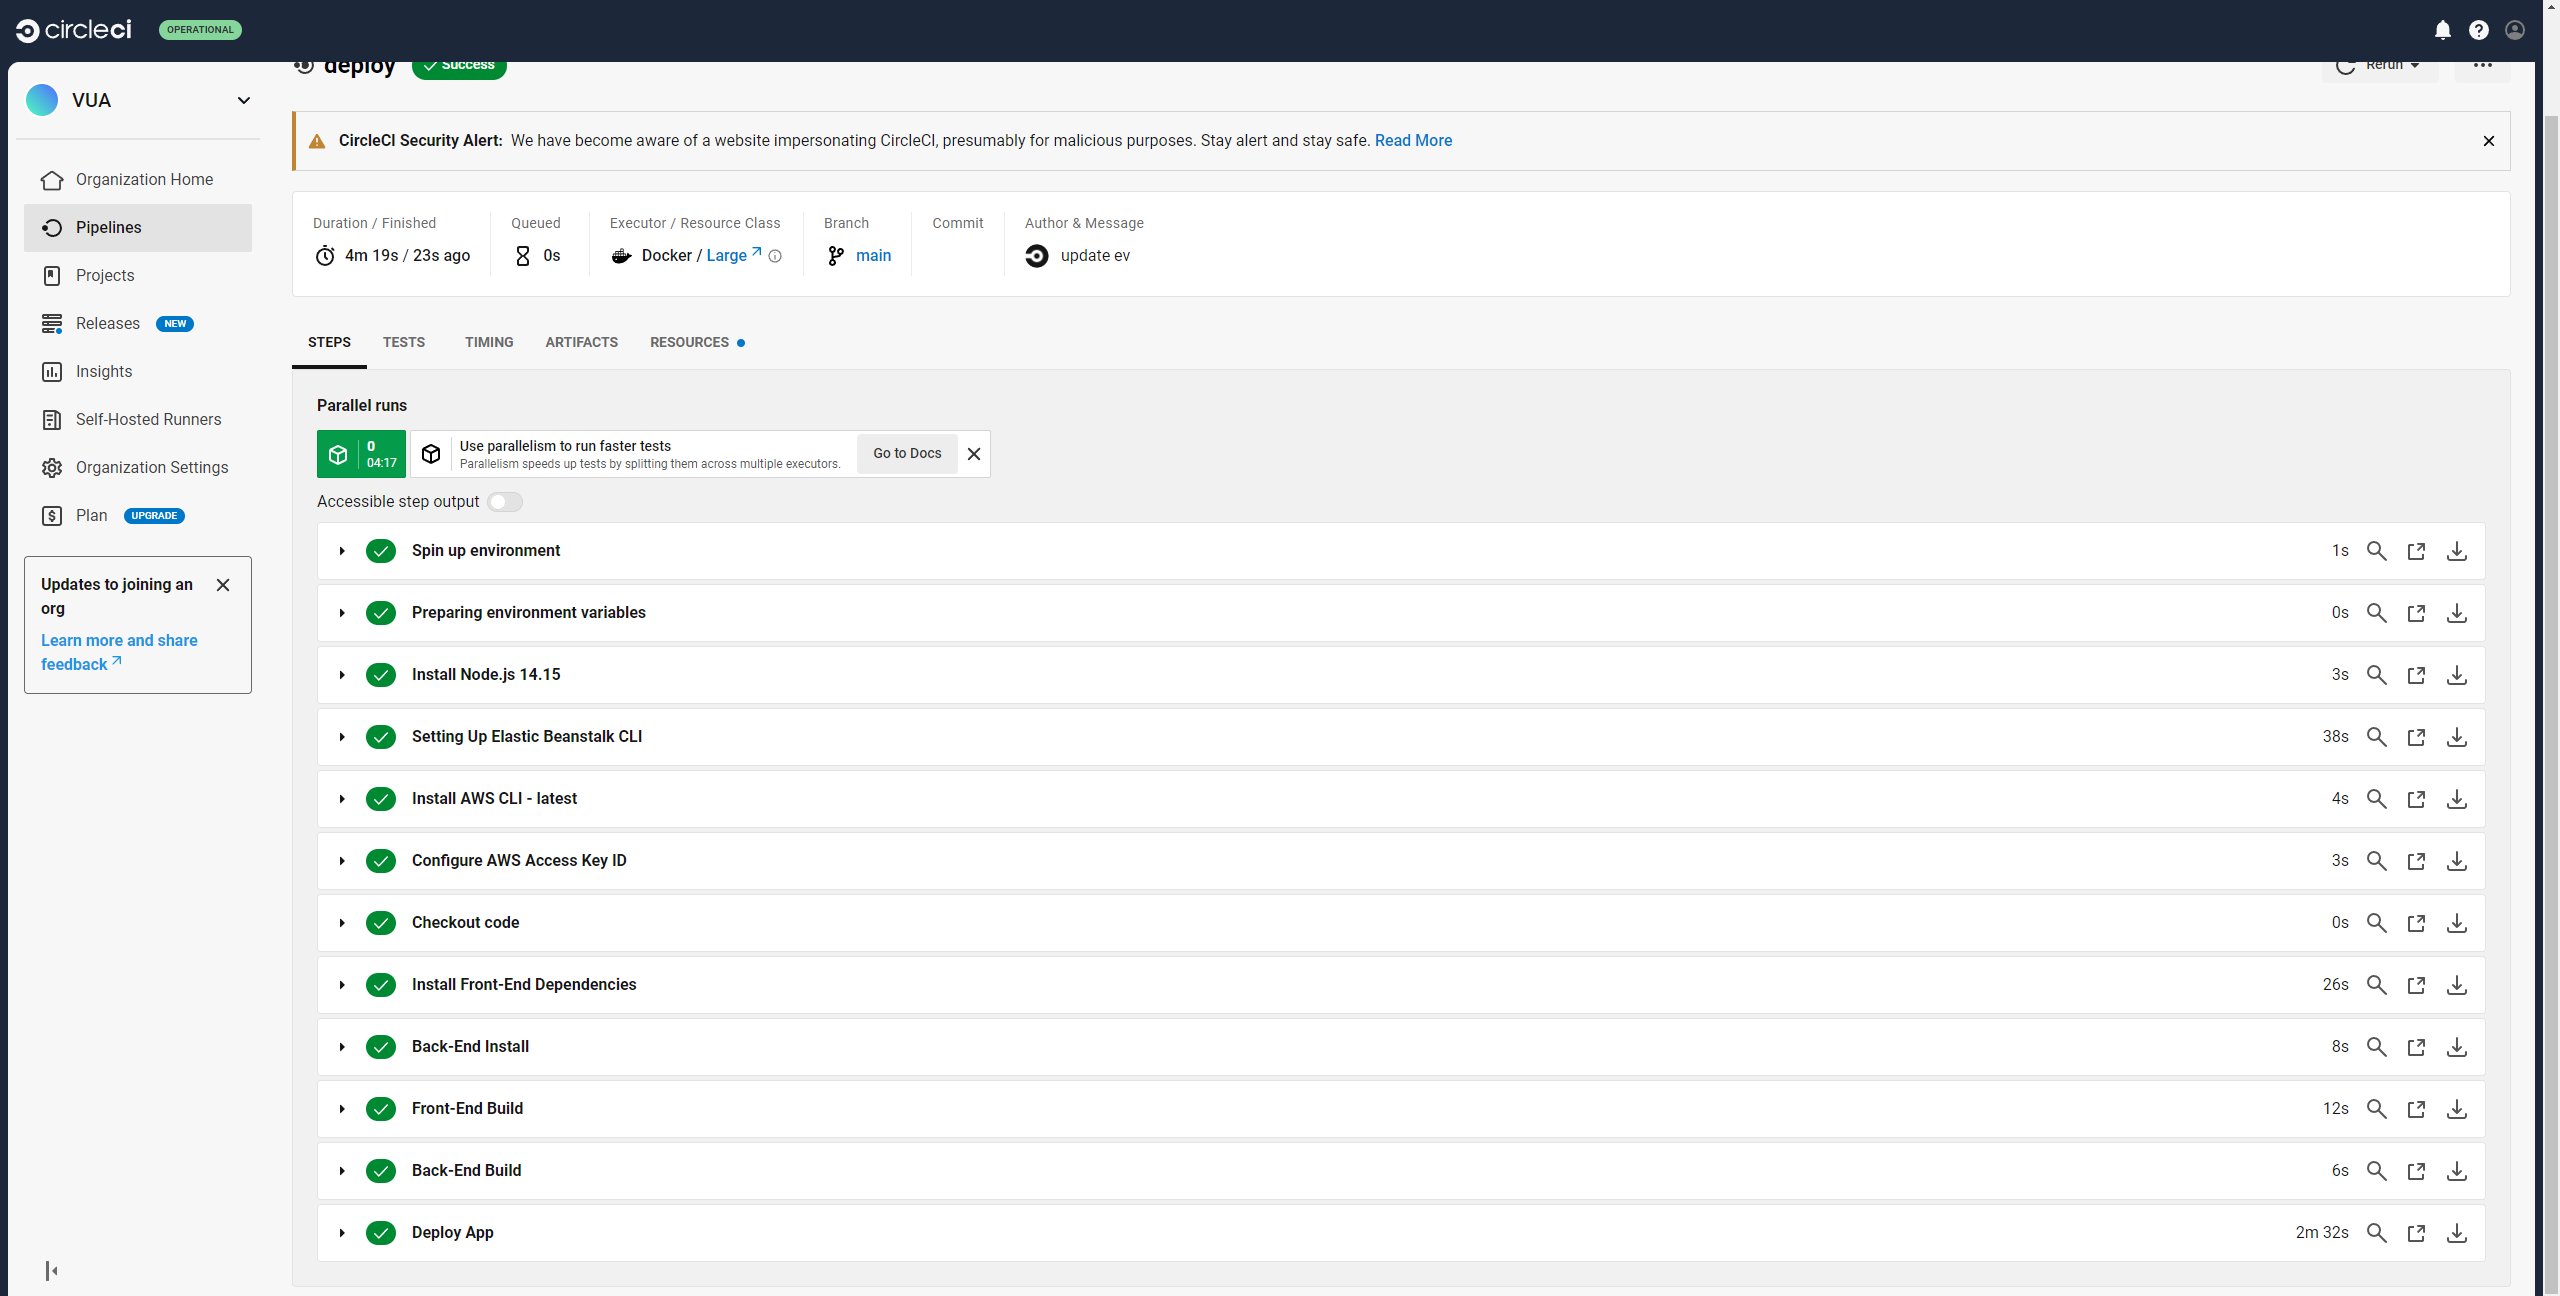 circleci
OPERATIONAL
deploy
Success
Rerun
VUA
CircleCI Security Alert: We have become aware of a website impersonating CircleCI, presumably for malicious purposes. Stay alert and stay safe. Read More
Organization Home
Pipelines
Projects
Releases NEW
Insights
Self-Hosted Runners
Organization Settings
Plan UPGRADE
Updates to joining an
org
Learn more and share
feedback
Duration / Finished
4m 19s / 23s ago
Queued
0s
Executor / Resource Class
Docker / Large
Branch
main
Commit
Author & Message
update ev
STEPS TESTS TIMING ARTIFACTS RESOURCES
Parallel runs
0
04:17
Use parallelism to run faster tests
Parallelism speeds up tests by splitting them across multiple executors.
Go to Docs
Accessible step output
Spin up environment 1s
Preparing environment variables 0s
Install Node.js 14.15 3s
Setting Up Elastic Beanstalk CLI 38s
Install AWS CLI - latest 4s
Configure AWS Access Key ID 3s
Checkout code 0s
Install Front-End Dependencies 26s
Back-End Install 8s
Front-End Build 12s
Back-End Build 6s
Deploy App 2m 32s